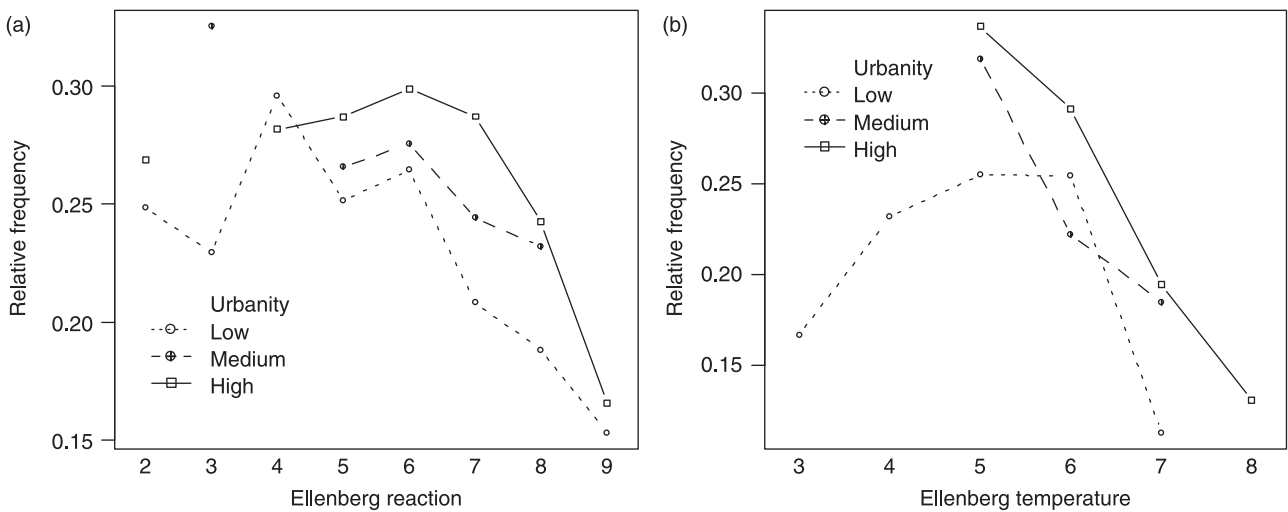 (a)
Relative frequency
0.30
0.25
0.20
0.15
Urbanity
Low
Medium
High
2 3 4 5 6 7 8 9
Ellenberg reaction
(b)
Relative frequency
0.30
0.25
0.20
0.15
Urbanity
Low
Medium
High
3 4 5 6 7 8
Ellenberg temperature